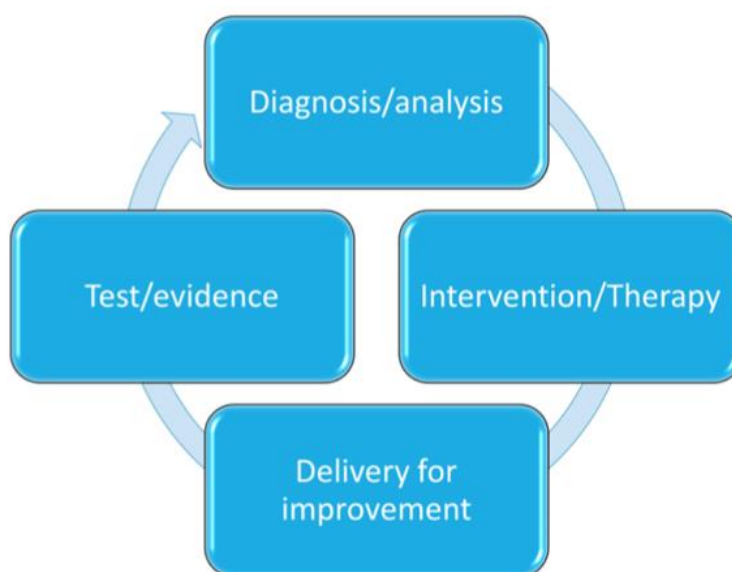 Diagnosis/analysis
Test/evidence
Intervention/Therapy
Delivery for
improvement